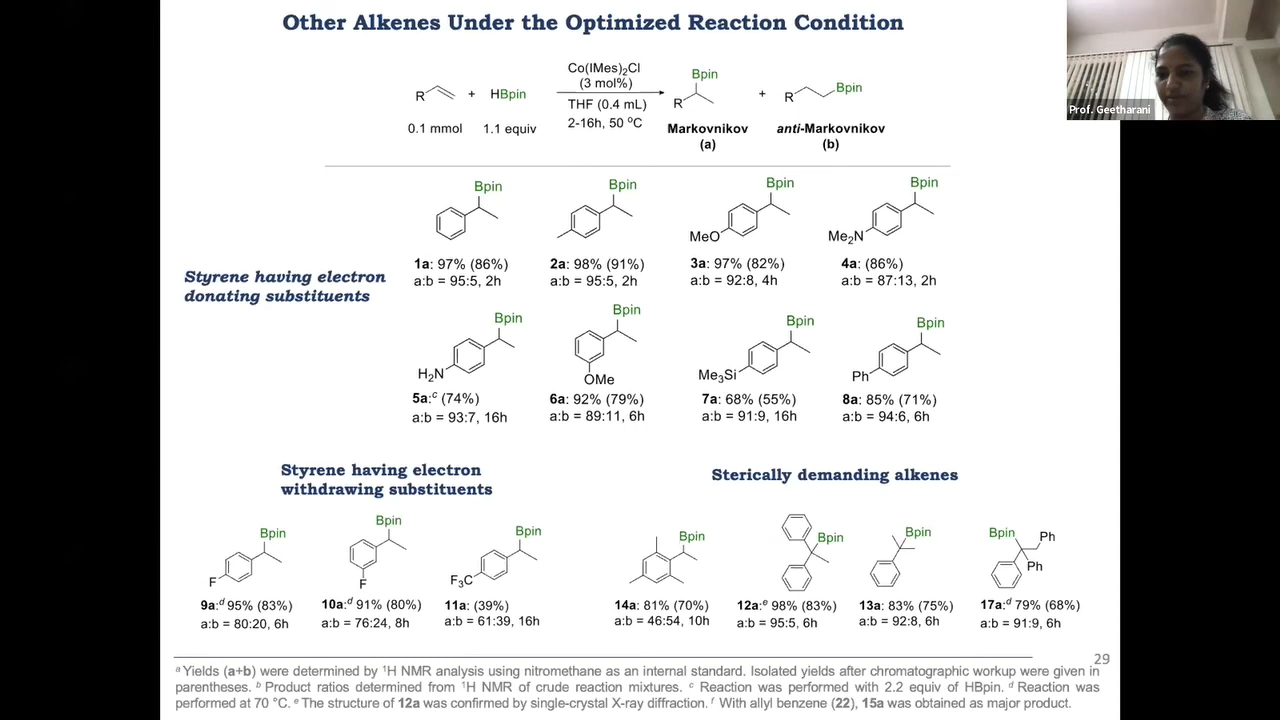 Other Alkenes Under the Optimized Reaction Condition
Prof. Geetharani
R
+
HBpin
Co(IMes)₂Cl
(3 mol%)
THF (0.4 mL)
2-16h, 50 °C
Bpin
R
+
R
Bpin
0.1 mmol
1.1 equiv
Markovnikov
(a)
anti-Markovnikov
(b)
Styrene having electron
donating substituents
Bpin
1a: 97% (86%)
a:b = 95:5, 2h
Bpin
2a: 98% (91%)
a:b = 95:5, 2h
Bpin
MeO
3a: 97% (82%)
a:b = 92:8, 4h
Bpin
Me₂N
4a: (86%)
a:b = 87:13, 2h
Bpin
H₂N
5a:ᶜ (74%)
a:b = 93:7, 16h
Bpin
OMe
6a: 92% (79%)
a:b = 89:11, 6h
Bpin
Me₃Si
7a: 68% (55%)
a:b = 91:9, 16h
Bpin
Ph
8a: 85% (71%)
a:b = 94:6, 6h
Styrene having electron
withdrawing substituents
Bpin
F
9a:ᵈ 95% (83%)
a:b = 80:20, 6h
Bpin
F
10a:ᵈ 91% (80%)
a:b = 76:24, 8h
Bpin
F₃C
11a: (39%)
a:b = 61:39, 16h
Sterically demanding alkenes
Bpin
14a: 81% (70%)
a:b = 46:54, 10h
Bpin
12a:ᵉ 98% (83%)
a:b = 95:5, 6h
Bpin
13a: 83% (75%)
a:b = 92:8, 6h
Bpin
Ph
Ph
17a:ᵈ 79% (68%)
a:b = 91:9, 6h
29
ᵃ Yields (a+b) were determined by ¹H NMR analysis using nitromethane as an internal standard. Isolated yields after chromatographic workup were given in
parentheses. ᵇ Product ratios determined from ¹H NMR of crude reaction mixtures. ᶜ Reaction was performed with 2.2 equiv of HBpin. ᵈ Reaction was
performed at 70 °C. ᵉ The structure of 12a was confirmed by single-crystal X-ray diffraction. ᶠ With allyl benzene (22), 15a was obtained as major product.